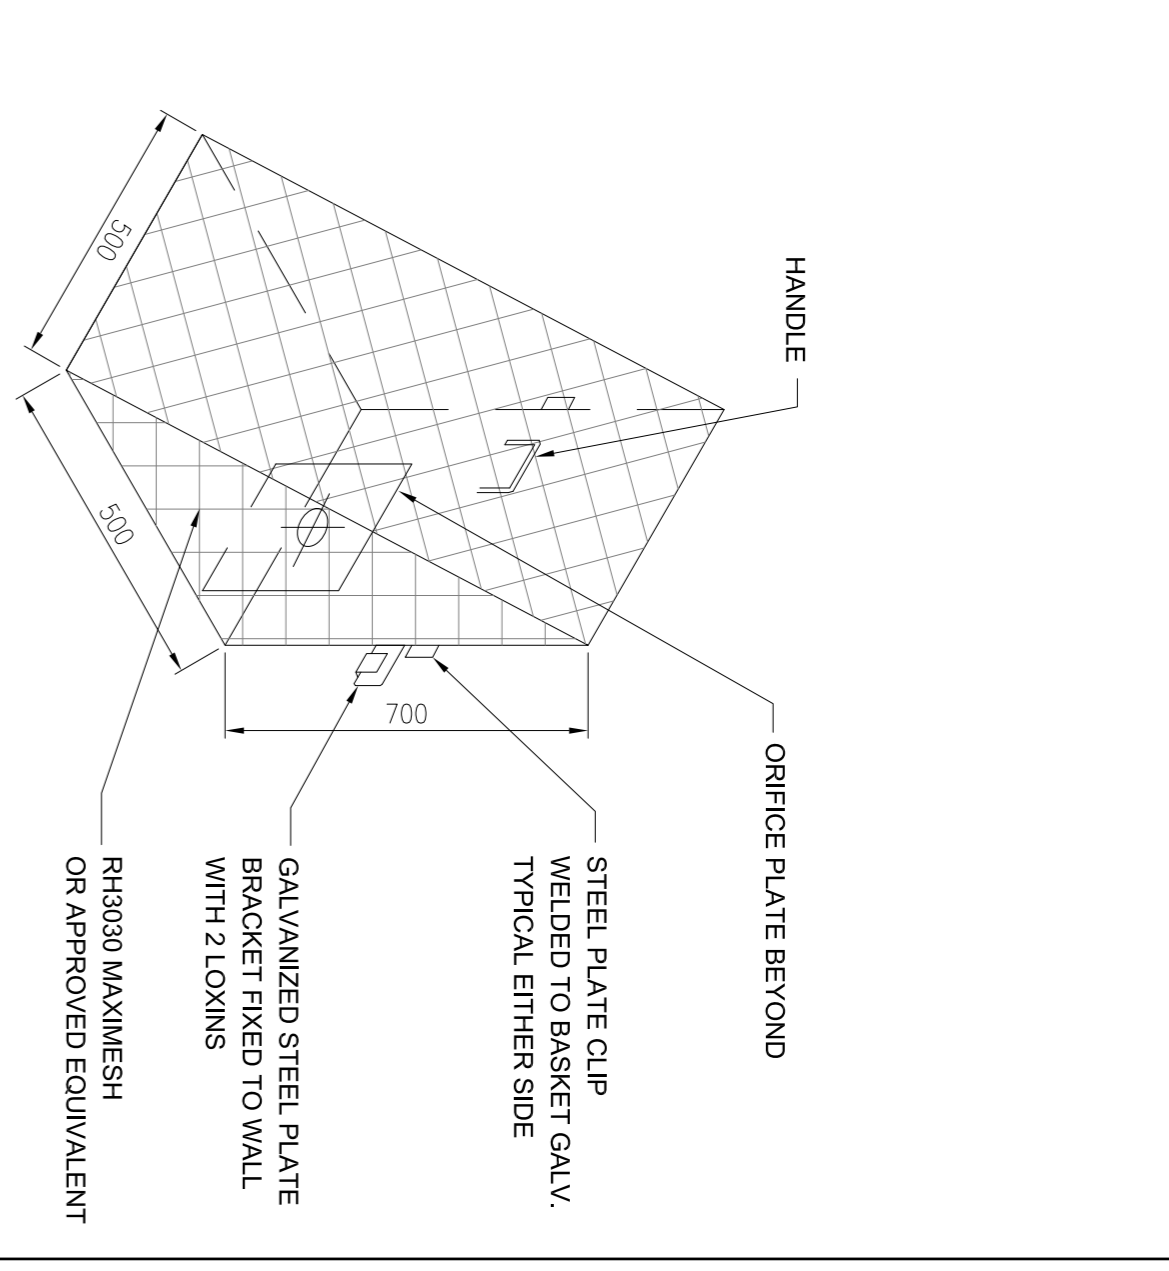 HANDLE
ORIFICE PLATE BEYOND
STEEL PLATE CLIP
WELDED TO BASKET GALV.
TYPICAL EITHER SIDE
GALVANIZED STEEL PLATE
BRACKET FIXED TO WALL
WITH 2 LOXINS
RH3030 MAXIMESH
OR APPROVED EQUIVALENT
700
500
500